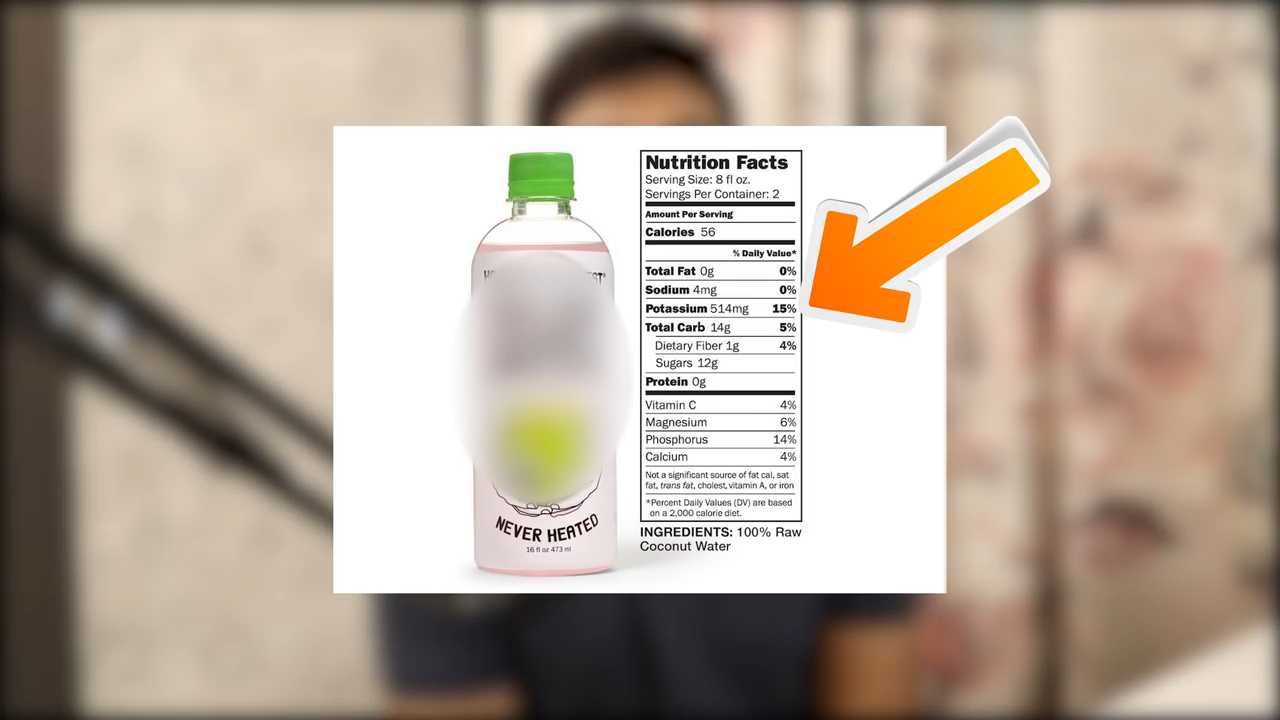 NEVER HEATED
16 fl oz 473 ml
Nutrition Facts
Serving Size: 8 fl oz.
Servings Per Container: 2
Amount Per Serving
Calories 56
% Daily Value*
Total Fat 0g 0%
Sodium 4mg 0%
Potassium 514mg 15%
Total Carb 14g 5%
Dietary Fiber 1g 4%
Sugars 12g
Protein 0g
Vitamin C 4%
Magnesium 6%
Phosphorus 14%
Calcium 4%
Not a significant source of fat cal, sat
fat, trans fat, cholest, vitamin A, or iron
*Percent Daily Values (DV) are based
on a 2,000 calorie diet.
INGREDIENTS: 100% Raw
Coconut Water